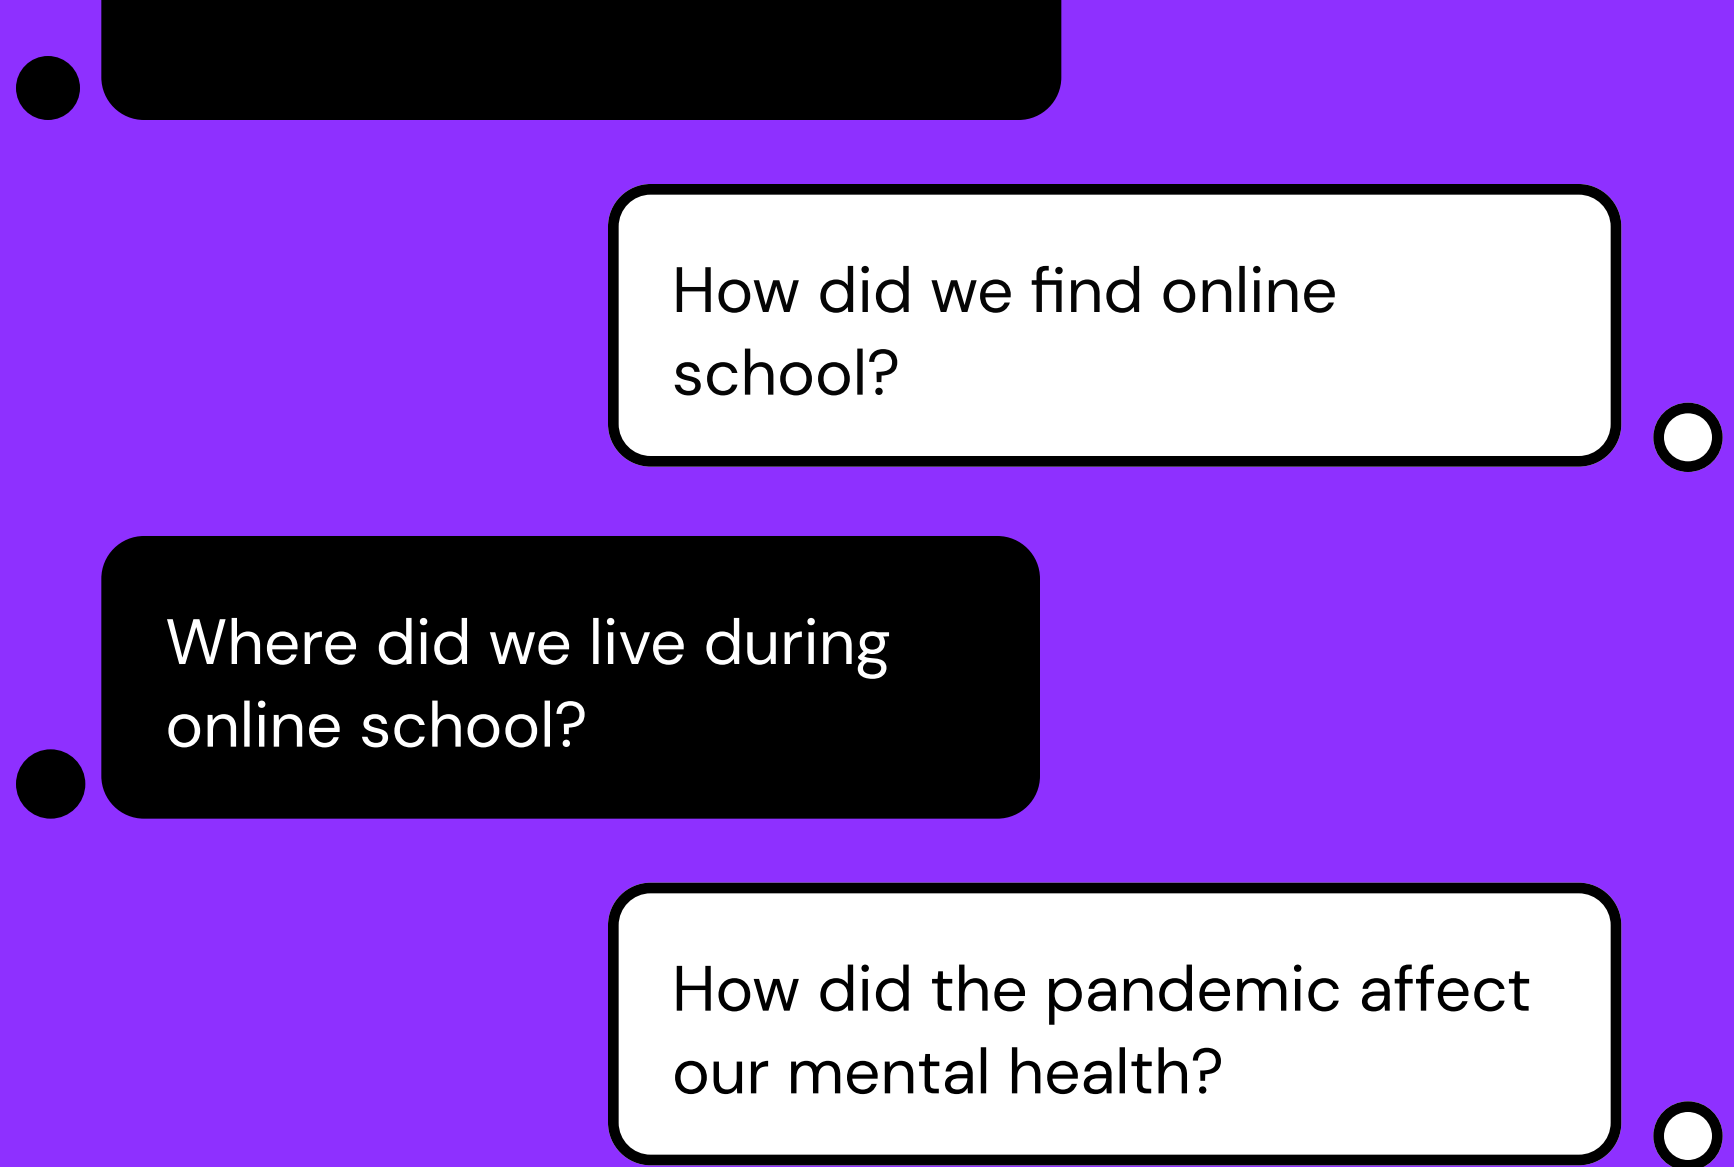 How did we find online
school?
Where did we live during
online school?
How did the pandemic affect
our mental health?